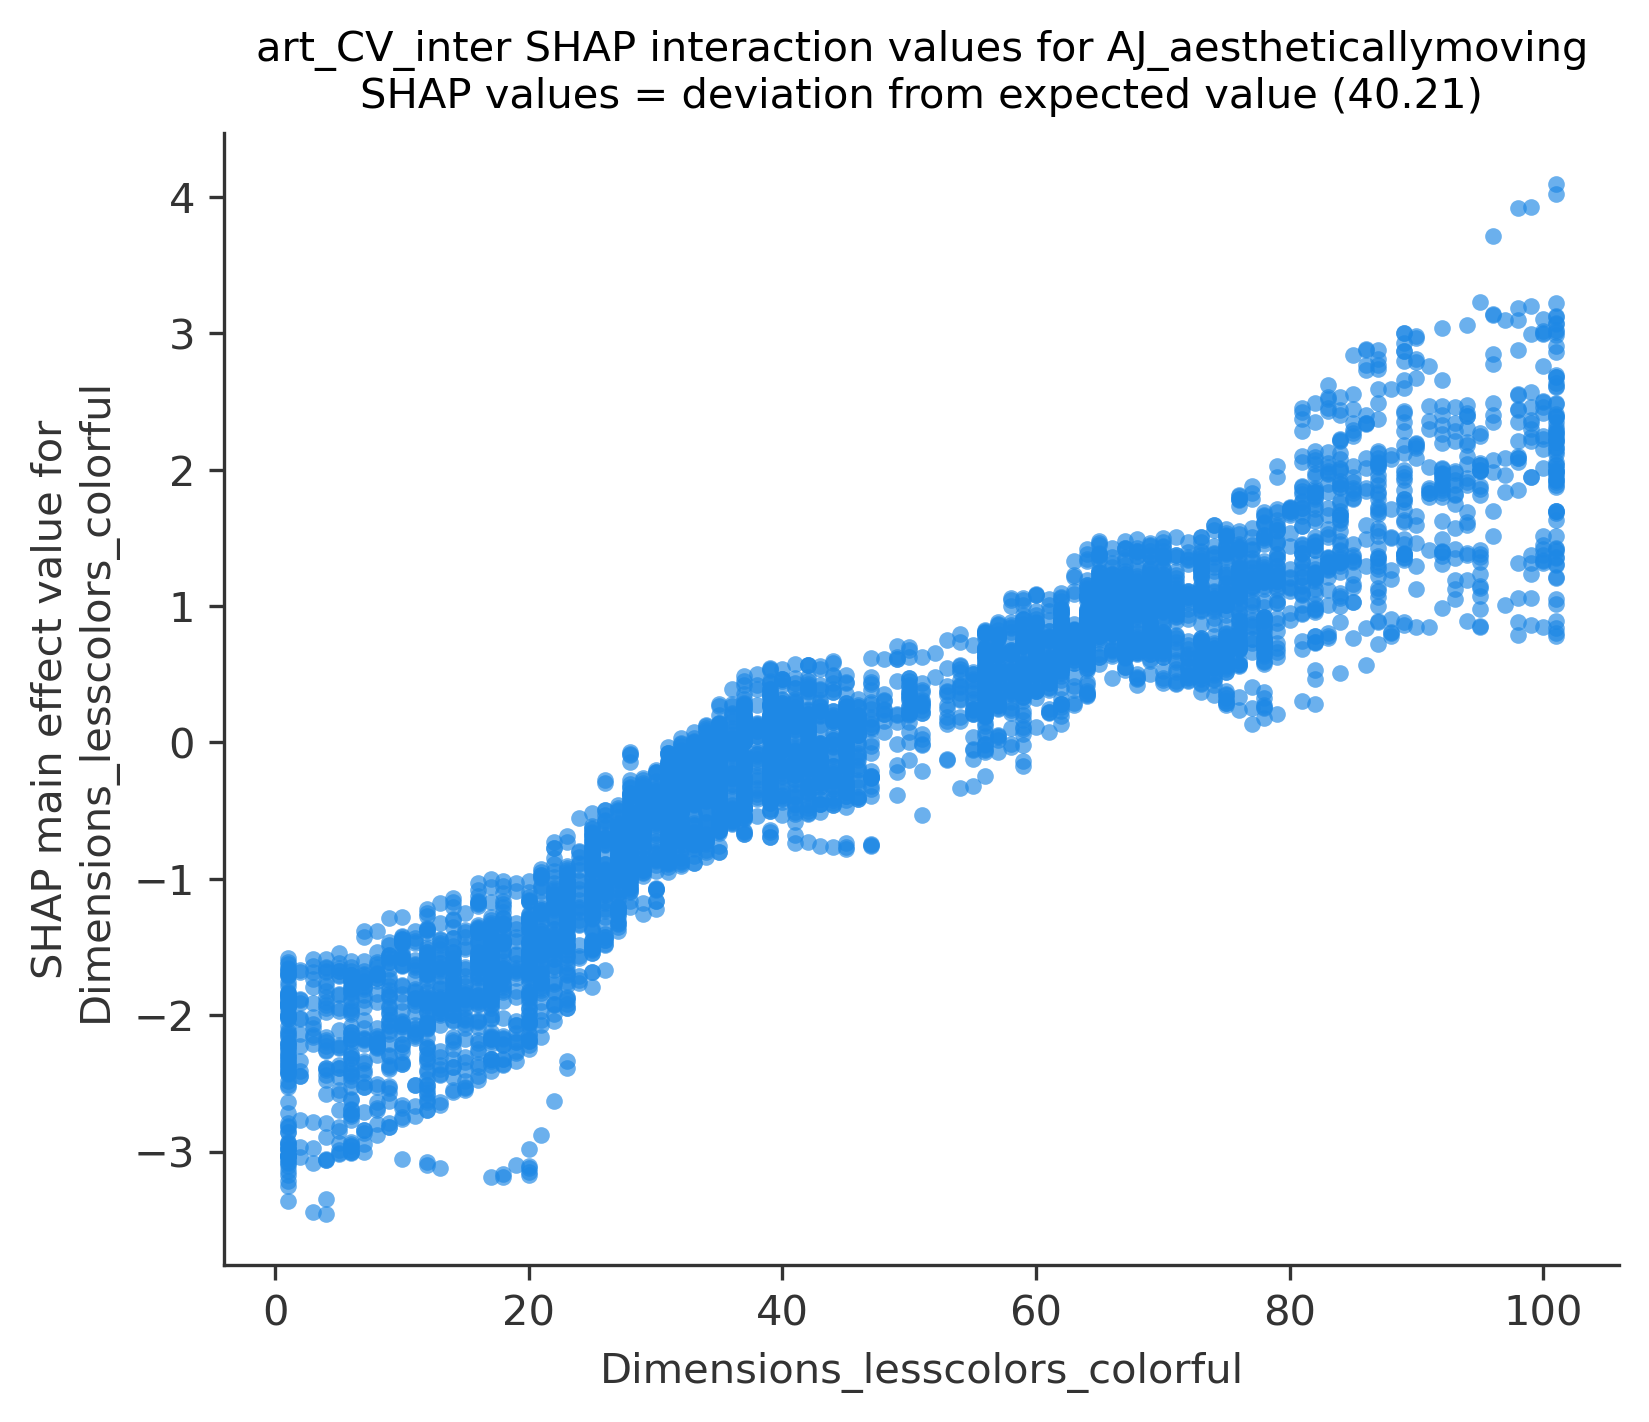 art_CV_inter SHAP interaction values for AJ_aestheticallymoving
SHAP values = deviation from expected value (40.21)
SHAP main effect value for
Dimensions_lesscolors_colorful
4
3
2
1
0
−1
−2
−3
0
20
40
60
80
100
Dimensions_lesscolors_colorful